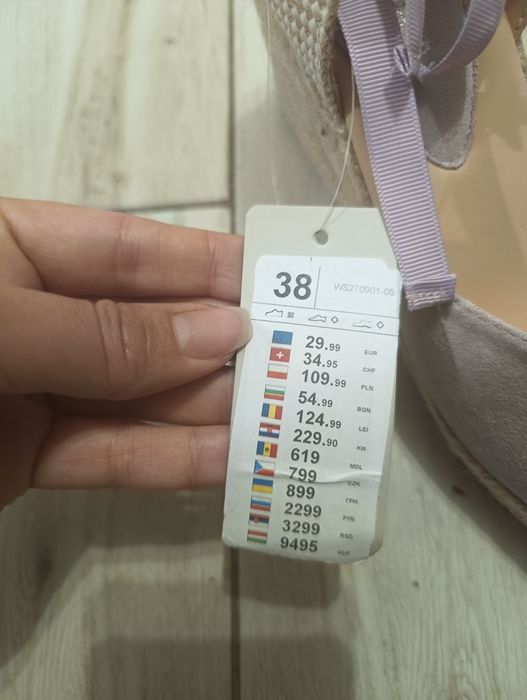 38 WS270901-09
29.99 EUR
34.95 CHF
109.99 PLN
54.99 BGN
124.99 LEI
229.90 KN
619 MDL
799 CZK
899 ГРН
2299 РУБ
3299 RSD
9495 HUF